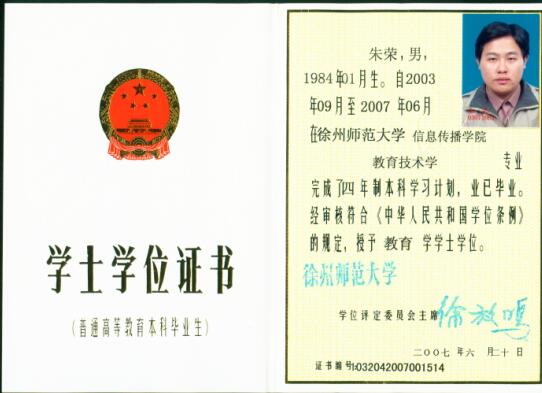 学士学位证书
(普通高等教育本科毕业生)
朱荣，男，
1984年01月生。自2003
年09月至2007年06月
在徐州师范大学 信息传播学院
教育技术学 专业
完成了四年制本科学习计划，业已毕业。
经审核符合《中华人民共和国学位条例》
的规定，授予 教育 学学士学位。
徐州师范大学
学位评定委员会主席 徐放鸣
二〇〇七年六月二十日
证书编号:1032042007001514